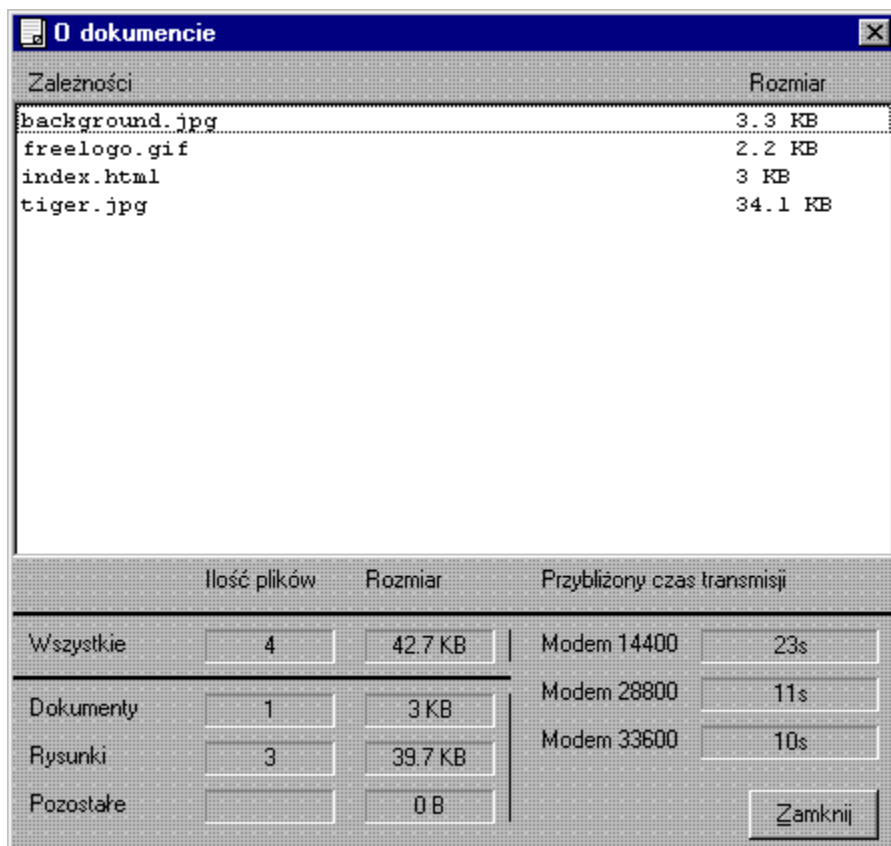 O dokumencie
Zależności Rozmiar
background.jpg 3.3 KB
freelogo.gif 2.2 KB
index.html 3 KB
tiger.jpg 34.1 KB
Ilość plików Rozmiar Przybliżony czas transmisji
Wszystkie 4 42.7 KB Modem 14400 23s
Modem 28800 11s
Dokumenty 1 3 KB
Modem 33600 10s
Rysunki 3 39.7 KB
Pozostałe 0 B
Zamknij